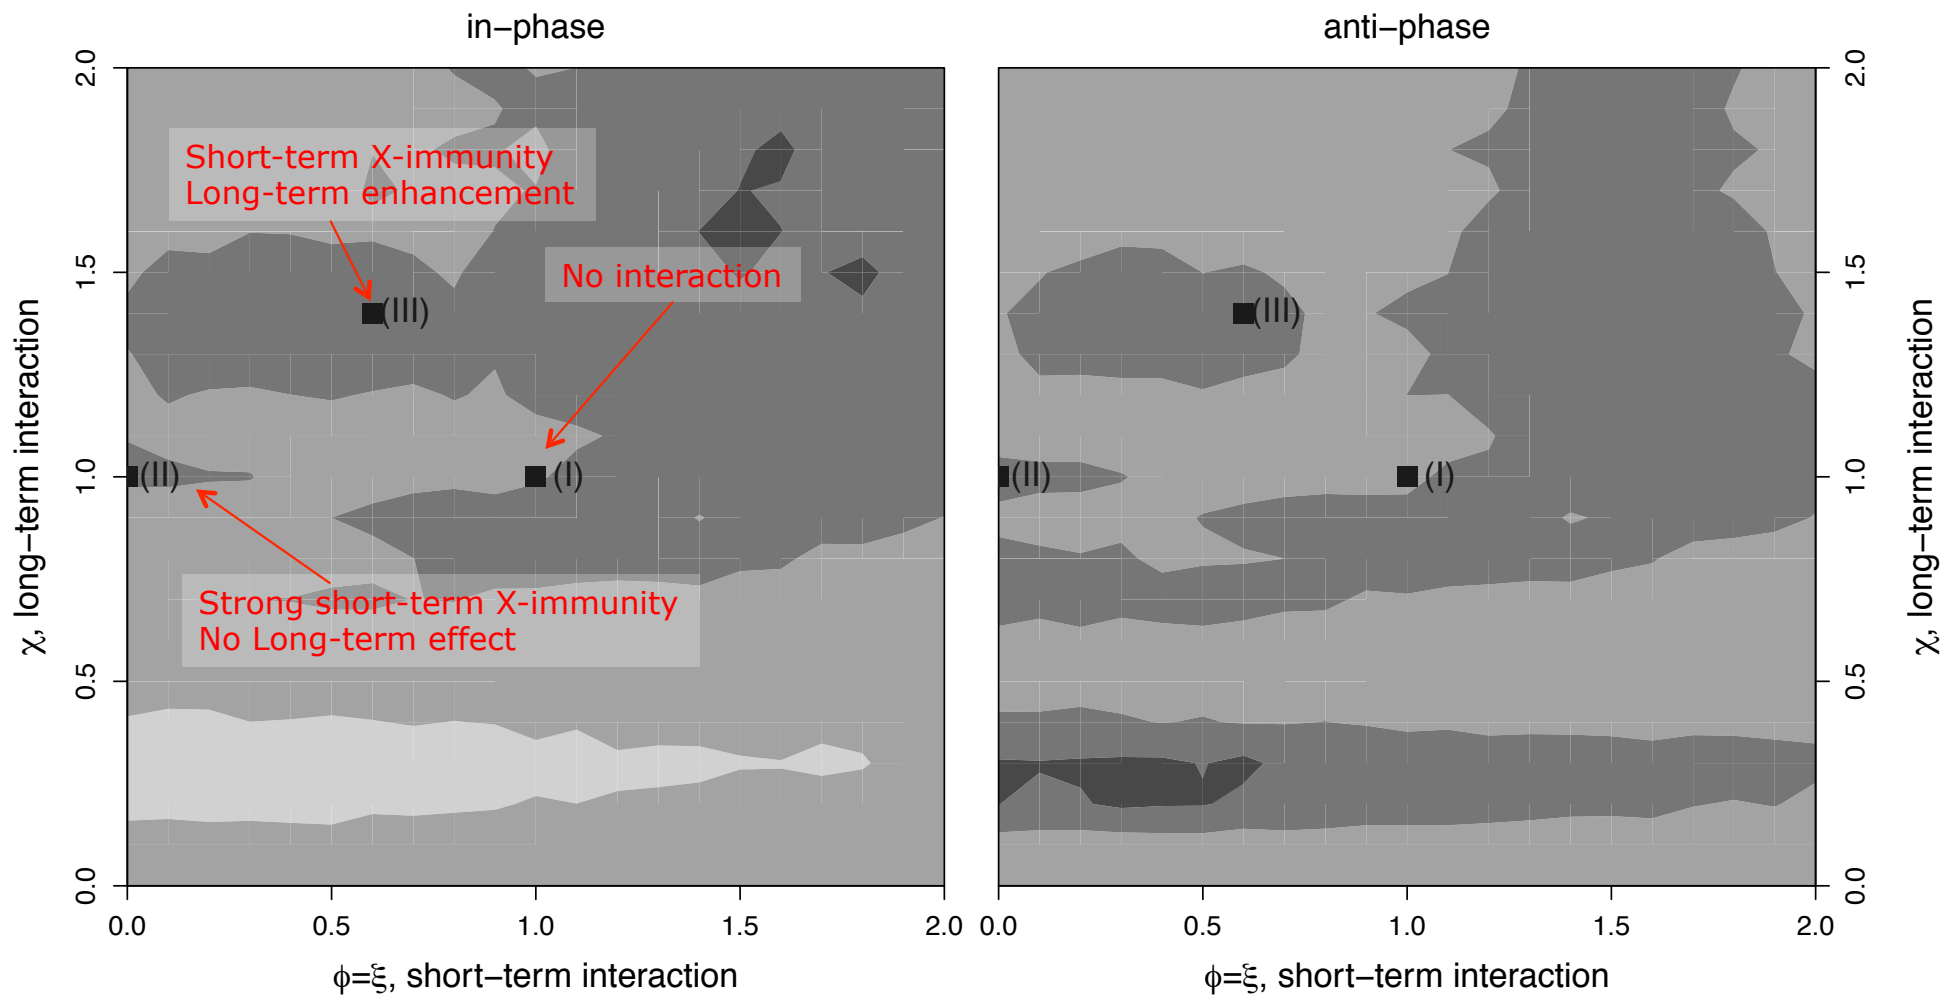 in−phase
anti−phase
2.0
1.5
1.0
0.5
0.0
χ, long−term interaction
Short-term X-immunity
Long-term enhancement
No interaction
(III)
(II)
(I)
Strong short-term X-immunity
No Long-term effect
0.0
0.5
1.0
1.5
2.0
ϕ=ξ, short−term interaction
(III)
(II)
(I)
0.0
0.5
1.0
1.5
2.0
ϕ=ξ, short−term interaction
2.0
1.5
1.0
0.5
0.0
χ, long−term interaction